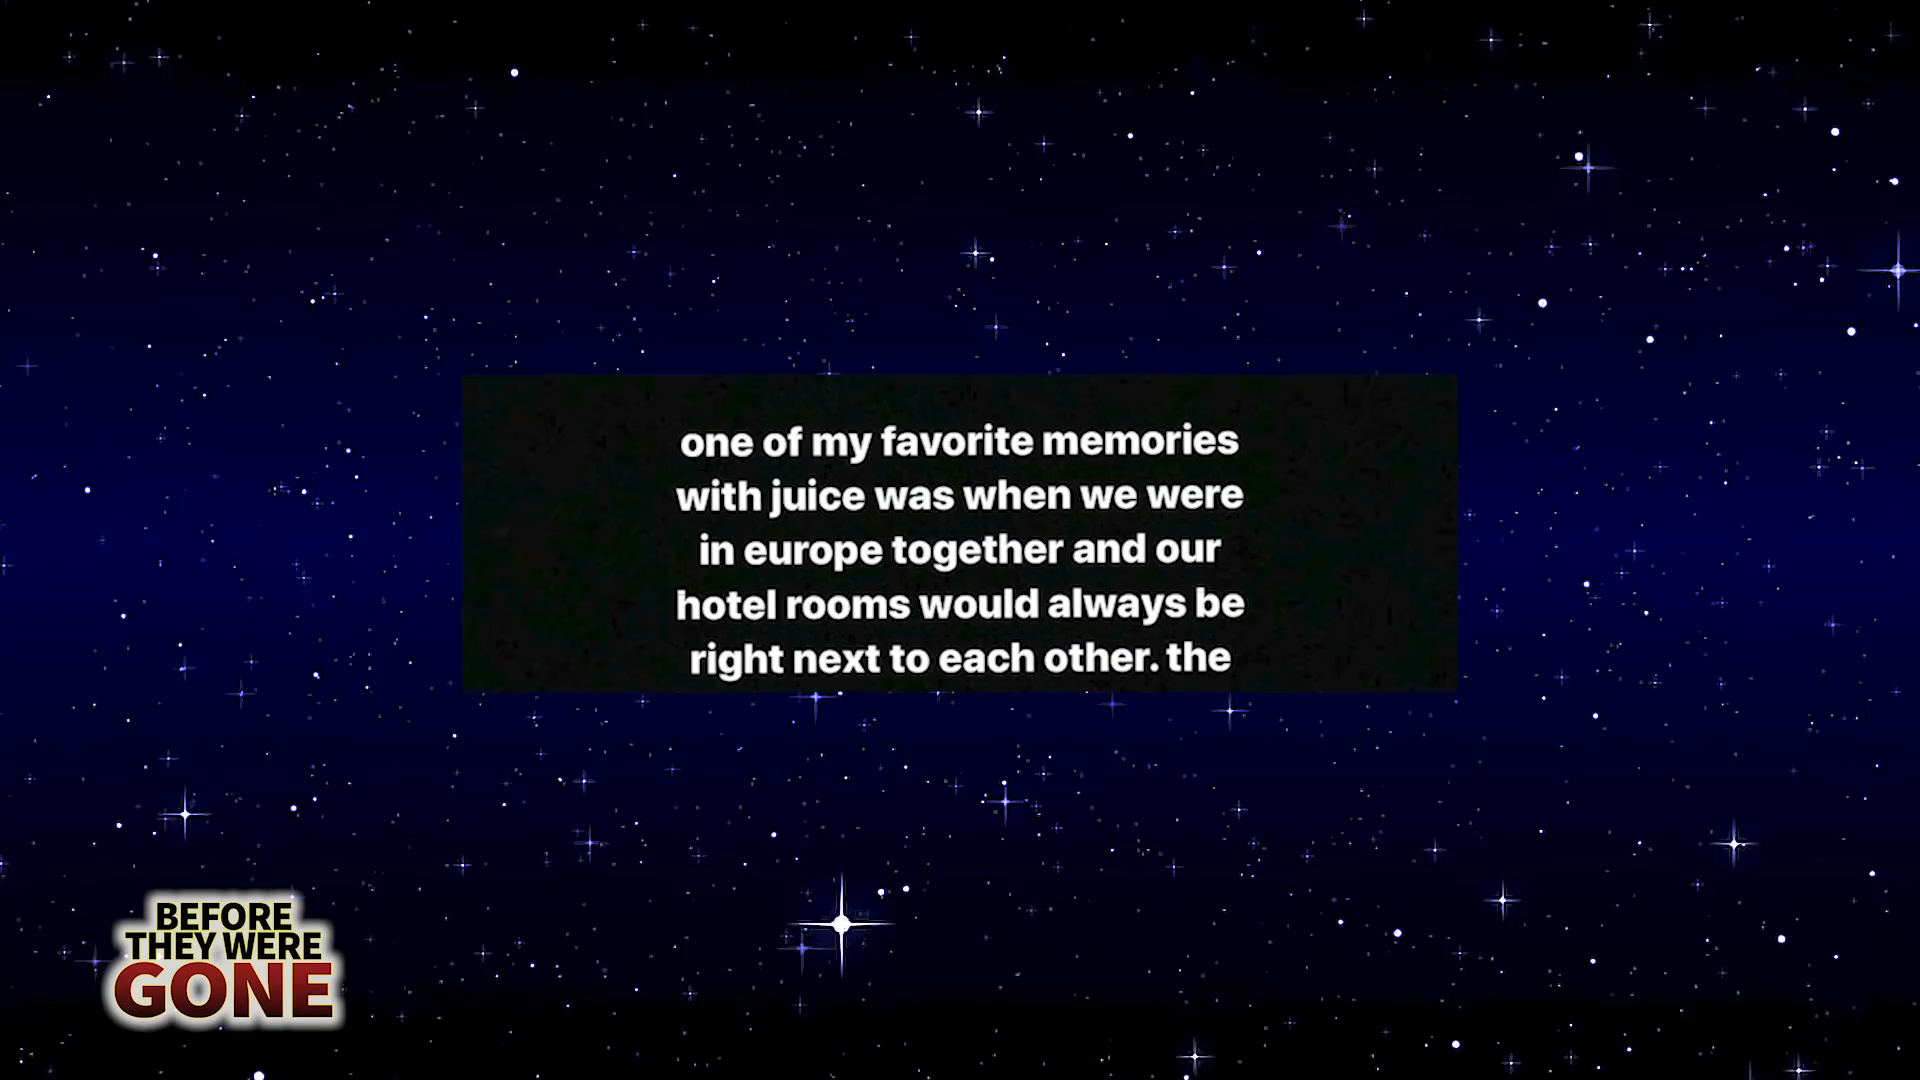 one of my favorite memories
with juice was when we were
in europe together and our
hotel rooms would always be
right next to each other. the
BEFORE
THEY WERE
GONE